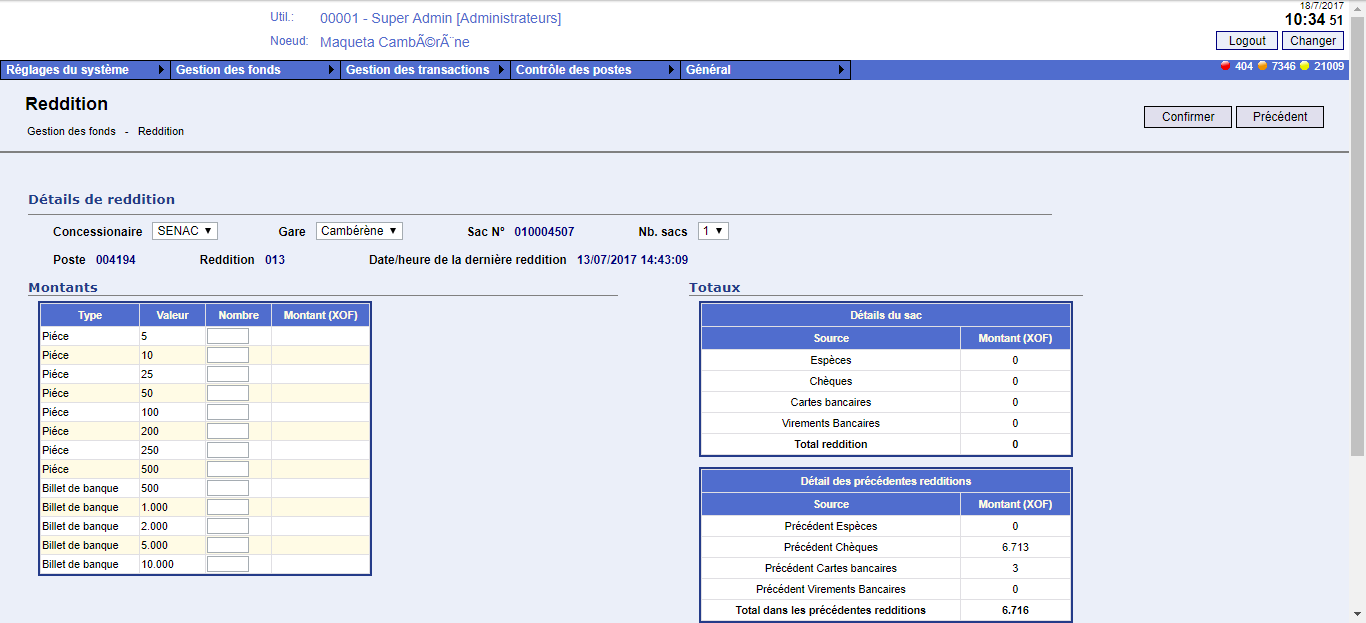 18/7/2017
Util.: 00001 - Super Admin [Administrateurs]
10:34 51
Noeud: Maqueta CambÃ©rÃ¨ne
Logout Changer
Réglages du système Gestion des fonds Gestion des transactions Contrôle des postes Général
404 7346 21009
Reddition
Confirmer Précédent
Gestion des fonds - Reddition
Détails de reddition
Concessionaire SENAC Gare Cambérène Sac N° 010004507 Nb. sacs 1
Poste 004194 Reddition 013 Date/heure de la dernière reddition 13/07/2017 14:43:09
Montants
Type Valeur Nombre Montant (XOF)
Piéce 5
Piéce 10
Piéce 25
Piéce 50
Piéce 100
Piéce 200
Piéce 250
Piéce 500
Billet de banque 500
Billet de banque 1.000
Billet de banque 2.000
Billet de banque 5.000
Billet de banque 10.000
Totaux
Détails du sac
Source Montant (XOF)
Espèces 0
Chèques 0
Cartes bancaires 0
Virements Bancaires 0
Total reddition 0
Détail des précédentes redditions
Source Montant (XOF)
Précédent Espèces 0
Précédent Chèques 6.713
Précédent Cartes bancaires 3
Précédent Virements Bancaires 0
Total dans les précédentes redditions 6.716